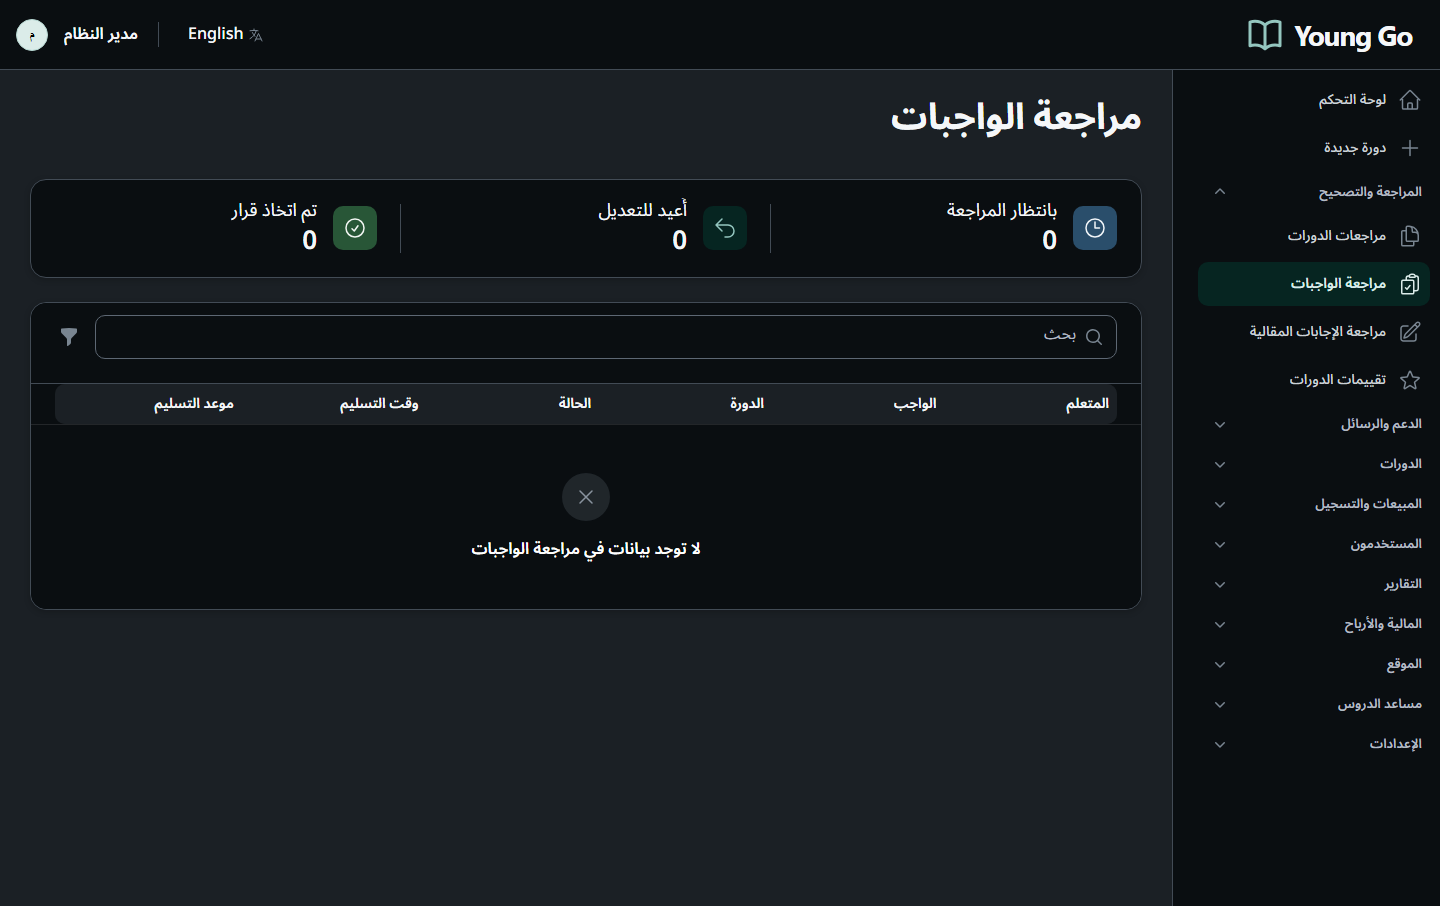 Young Go
English
مدير النظام
م
لوحة التحكم
دورة جديدة
المراجعة والتصحيح
مراجعات الدورات
مراجعة الواجبات
مراجعة الإجابات المقالية
تقييمات الدورات
الدعم والرسائل
الدورات
المبيعات والتسجيل
المستخدمون
التقارير
المالية والأرباح
الموقع
مساعد الدروس
الإعدادات
مراجعة الواجبات
بانتظار المراجعة
0
أُعيد للتعديل
0
تم اتخاذ قرار
0
بحث
المتعلم الواجب الدورة الحالة وقت التسليم موعد التسليم
لا توجد بيانات في مراجعة الواجبات